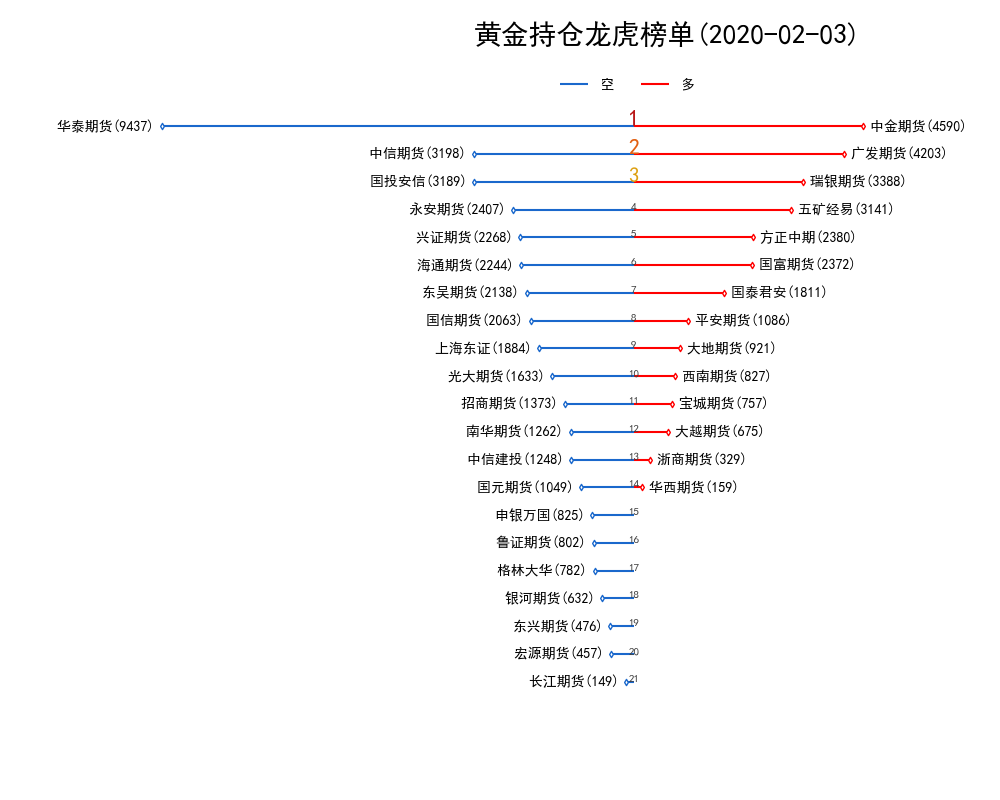 黄金持仓龙虎榜单(2020-02-03)
空 多
华泰期货(9437) 1 中金期货(4590)
中信期货(3198) 2 广发期货(4203)
国投安信(3189) 3 瑞银期货(3388)
永安期货(2407) 4 五矿经易(3141)
兴证期货(2268) 5 方正中期(2380)
海通期货(2244) 6 国富期货(2372)
东吴期货(2138) 7 国泰君安(1811)
国信期货(2063) 8 平安期货(1086)
上海东证(1884) 9 大地期货(921)
光大期货(1633) 10 西南期货(827)
招商期货(1373) 11 宝城期货(757)
南华期货(1262) 12 大越期货(675)
中信建投(1248) 13 浙商期货(329)
国元期货(1049) 14 华西期货(159)
申银万国(825) 15
鲁证期货(802) 16
格林大华(782) 17
银河期货(632) 18
东兴期货(476) 19
宏源期货(457) 20
长江期货(149) 21